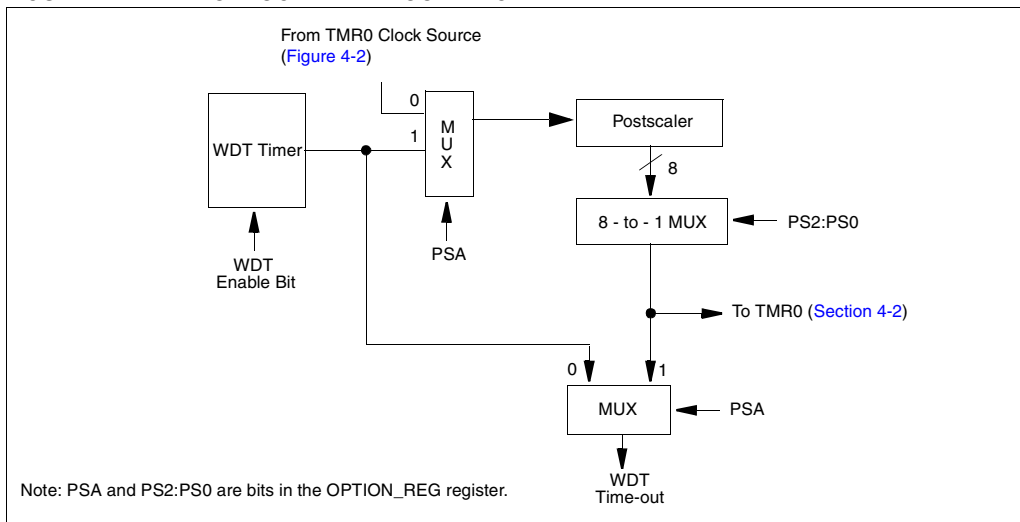 From TMR0 Clock Source
(Figure 4-2)
0
1
M
U
X
WDT Timer
Postscaler
8
8 - to - 1 MUX
PS2:PS0
PSA
WDT
Enable Bit
To TMR0 (Section 4-2)
0
1
MUX
PSA
WDT
Time-out
Note: PSA and PS2:PS0 are bits in the OPTION_REG register.